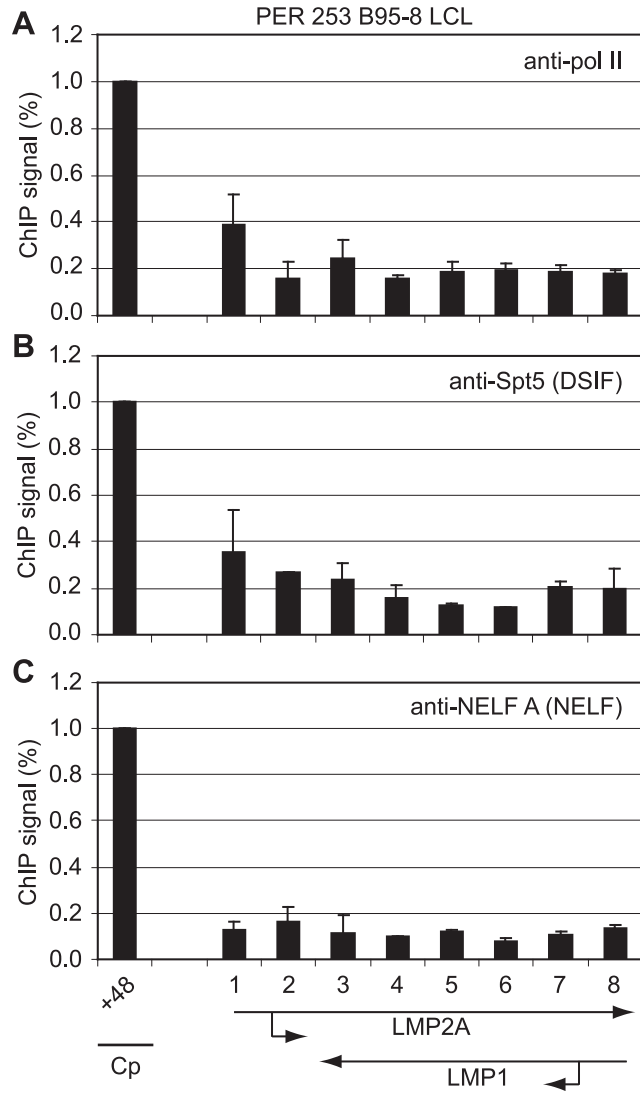 PER 253 B95-8 LCL
A
anti-pol II
ChIP signal (%)
1.2
1.0
0.8
0.6
0.4
0.2
0.0
B
anti-Spt5 (DSIF)
ChIP signal (%)
1.2
1.0
0.8
0.6
0.4
0.2
0.0
C
anti-NELF A (NELF)
ChIP signal (%)
1.2
1.0
0.8
0.6
0.4
0.2
0.0
+48 1 2 3 4 5 6 7 8
LMP2A
Cp
LMP1